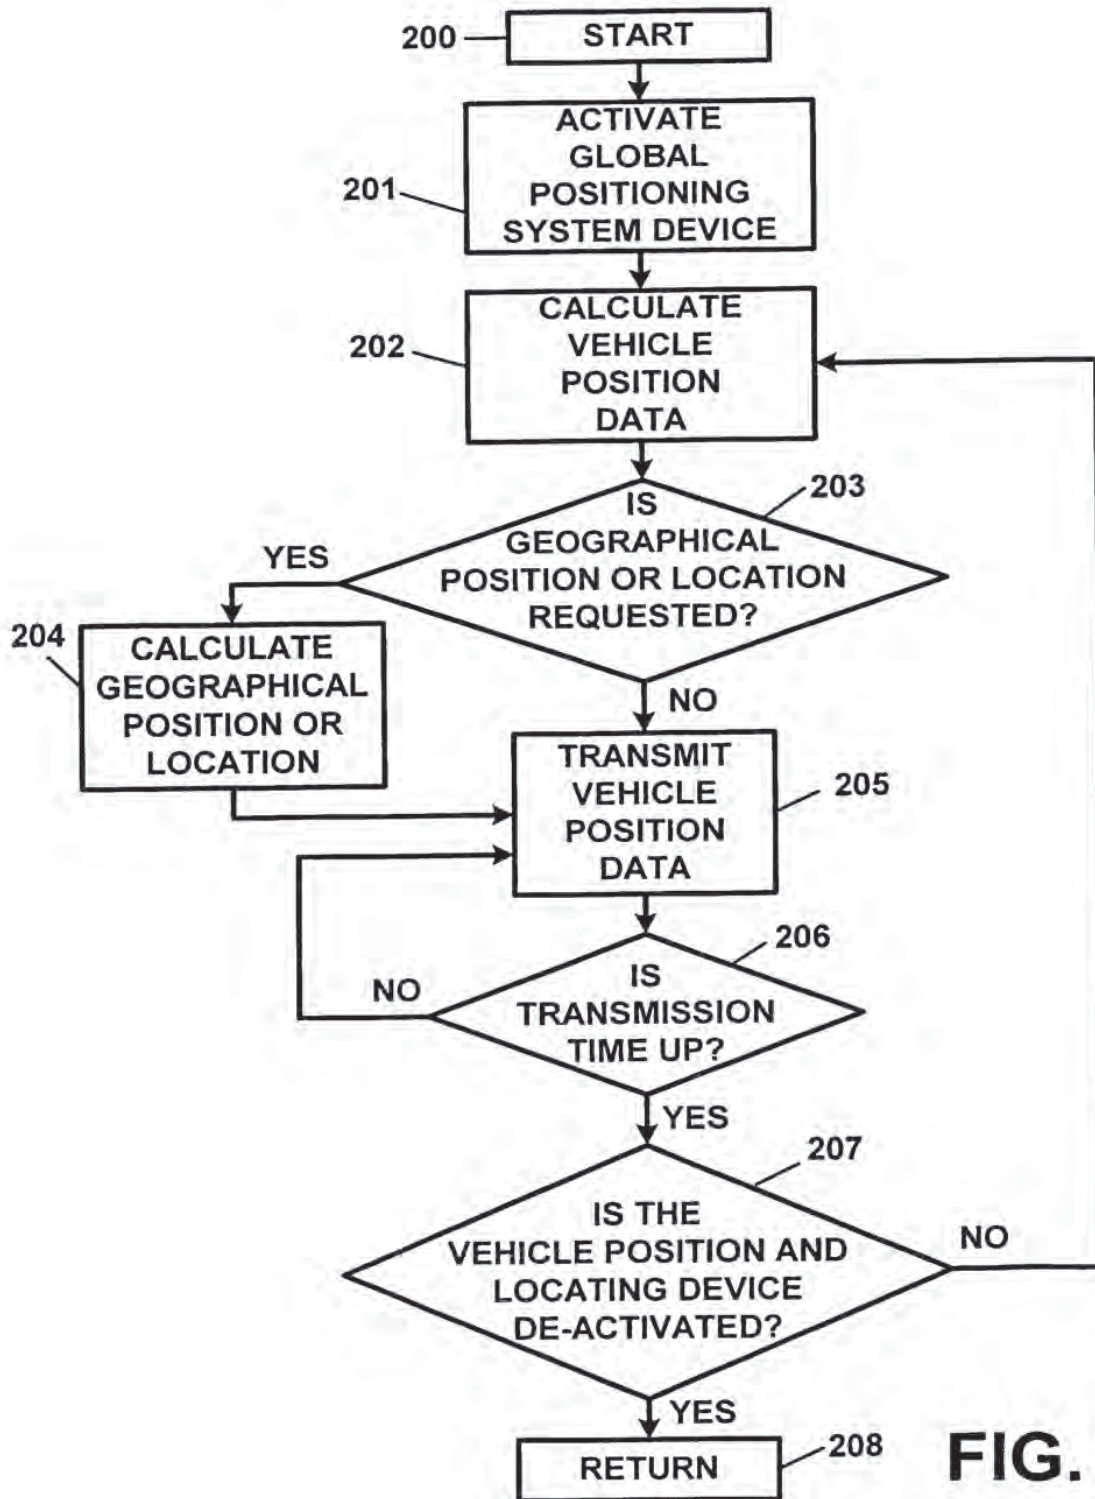 200
START
ACTIVATE
GLOBAL
POSITIONING
SYSTEM DEVICE
201
CALCULATE
VEHICLE
POSITION
DATA
202
203
IS
GEOGRAPHICAL
POSITION OR LOCATION
REQUESTED?
YES
NO
204
CALCULATE
GEOGRAPHICAL
POSITION OR
LOCATION
TRANSMIT
VEHICLE
POSITION
DATA
205
206
IS
TRANSMISSION
TIME UP?
NO
YES
207
IS THE
VEHICLE POSITION AND
LOCATING DEVICE
DE-ACTIVATED?
NO
YES
RETURN
208
FIG.